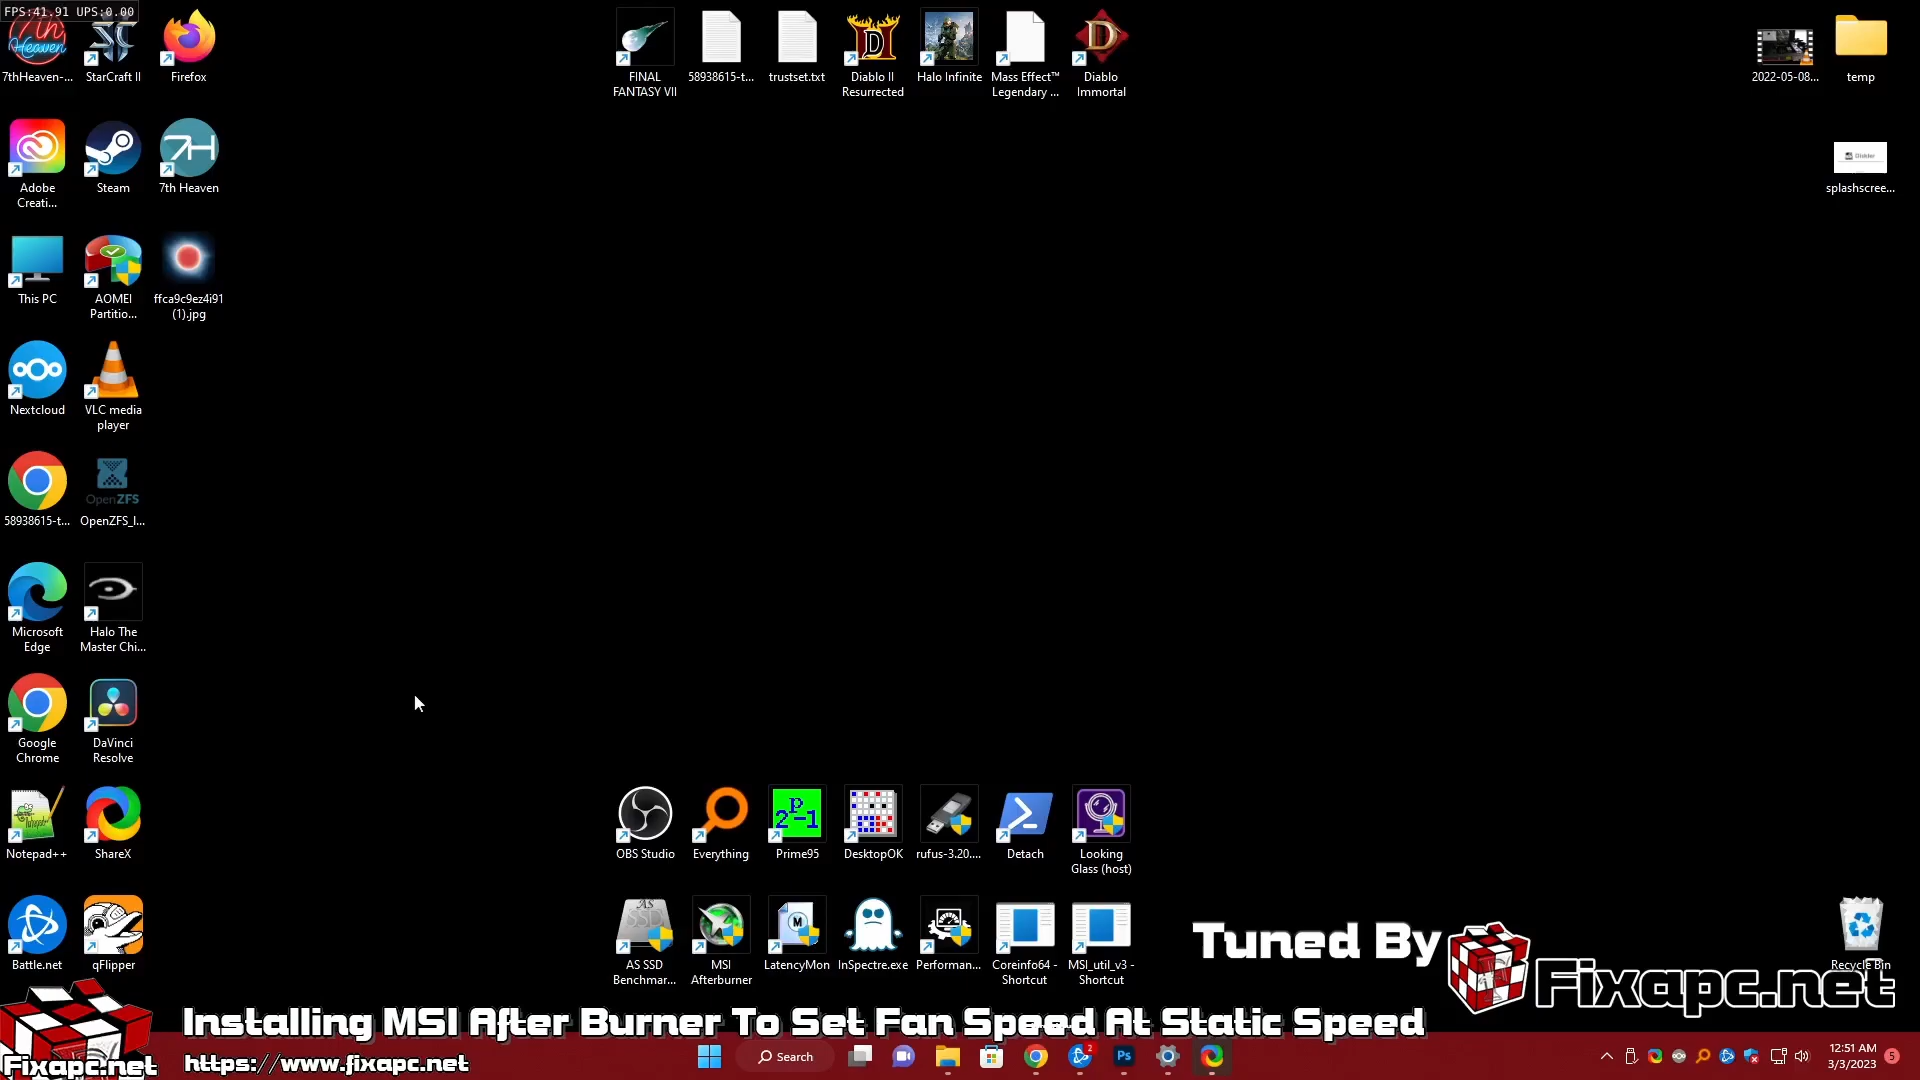 FPS:41.91 UPS:0.00
7thHeaven-...
StarCraft II
Firefox
FINAL
FANTASY VII
58938615-t...
trustset.txt
Diablo II
Resurrected
Halo Infinite
Mass Effect™
Legendary ...
Diablo
Immortal
2022-05-08...
temp
Adobe
Creati...
Steam
7th Heaven
splashscree...
This PC
AOMEI
Partitio...
ffca9c9ez4i91
(1).jpg
Nextcloud
VLC media
player
58938615-t...
OpenZFS
OpenZFS_I...
Microsoft
Edge
Halo The
Master Chi...
Google
Chrome
DaVinci
Resolve
Notepad++
ShareX
OBS Studio
Everything
Prime95
DesktopOK
rufus-3.20....
Detach
Looking
Glass (host)
Battle.net
qFlipper
AS SSD
Benchmar...
MSI
Afterburner
LatencyMon
InSpectre.exe
Performan...
Coreinfo64 -
Shortcut
MSI_util_v3 -
Shortcut
Tuned By
Fixapc.net
Recycle Bin
Installing MSI After Burner To Set Fan Speed At Static Speed
Fixapc.net
https://www.fixapc.net
Search
2
Ps
12:51 AM
3/3/2023
5